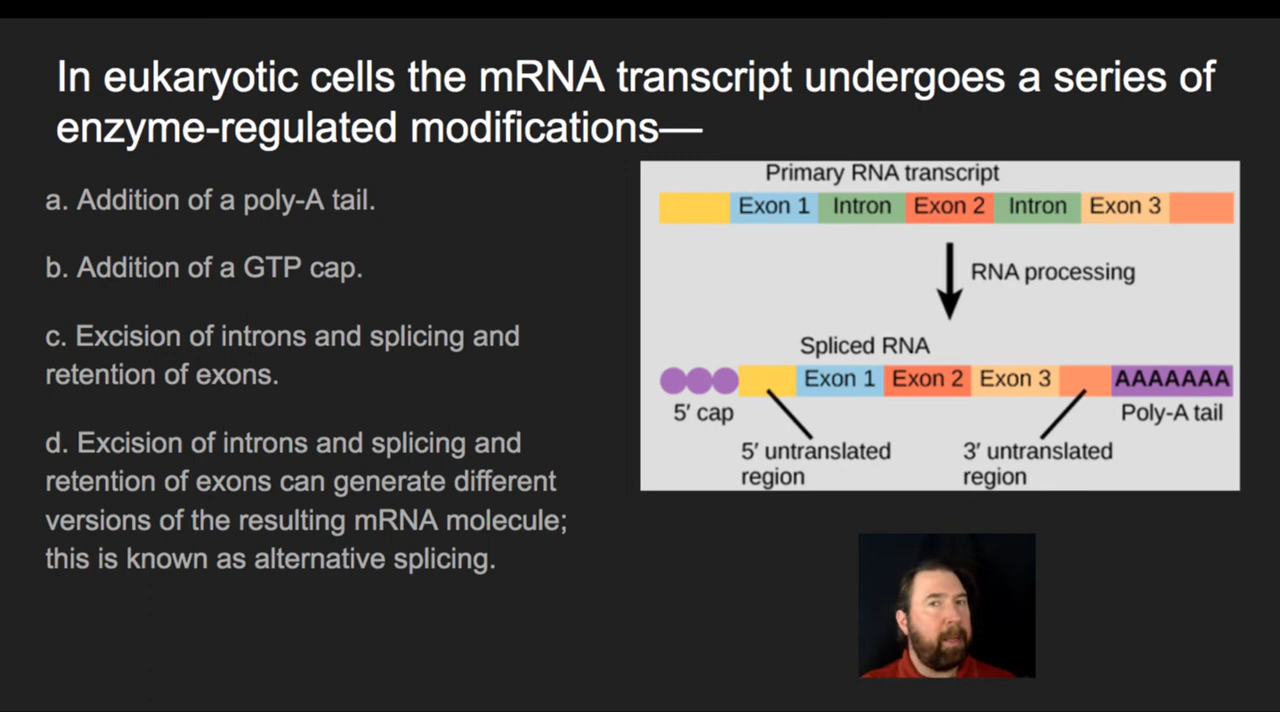 In eukaryotic cells the mRNA transcript undergoes a series of
enzyme-regulated modifications—
a. Addition of a poly-A tail.
b. Addition of a GTP cap.
c. Excision of introns and splicing and
retention of exons.
d. Excision of introns and splicing and
retention of exons can generate different
versions of the resulting mRNA molecule;
this is known as alternative splicing.
Primary RNA transcript
Exon 1 Intron Exon 2 Intron Exon 3
RNA processing
Spliced RNA
Exon 1 Exon 2 Exon 3 AAAAAAA
5′ cap Poly-A tail
5′ untranslated
region
3′ untranslated
region